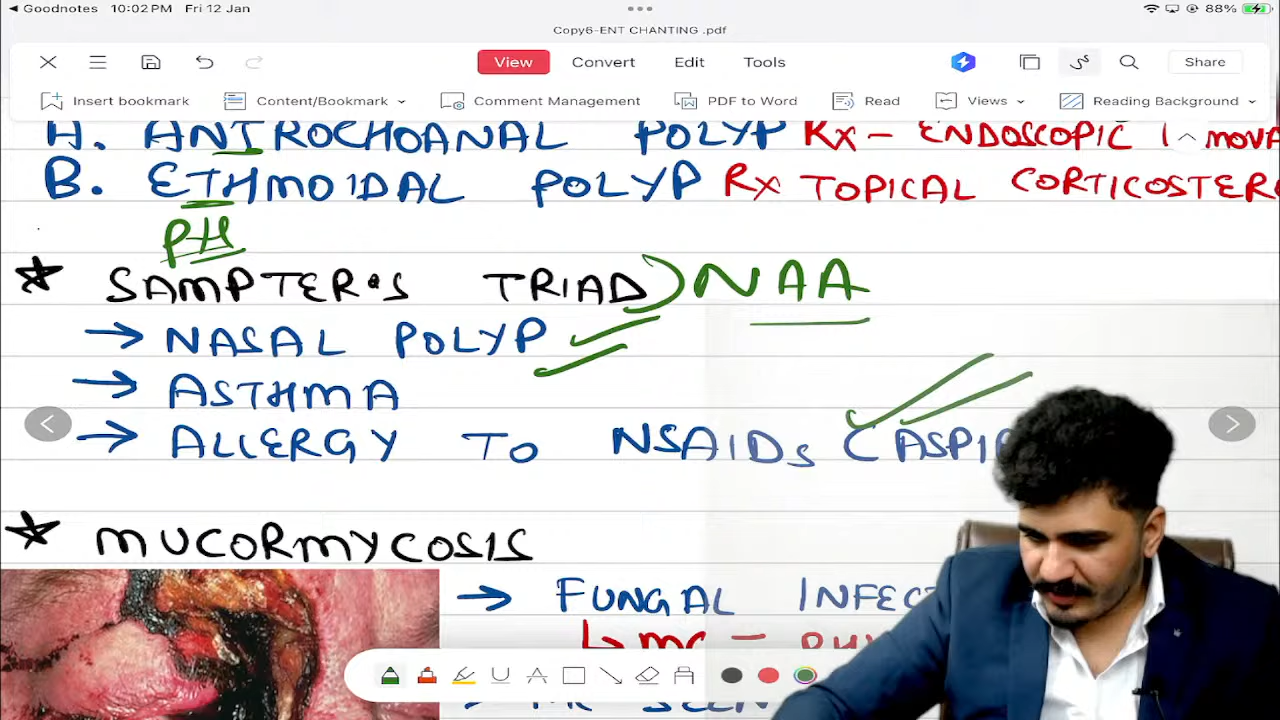 Goodnotes 10:02 PM Fri 12 Jan 88%
Copy6-ENT CHANTING .pdf
View Convert Edit Tools Share
Insert bookmark Content/Bookmark Comment Management PDF to Word Read Views Reading Background
A. ANTROCHOANAL POLYP Rx - ENDOSCOPIC
B. ETHMOIDAL POLYP Rx TOPICAL
PH
SAMPTER'S TRIAD NAA
→ NASAL POLYP
→ ASTHMA
→ ALLERGY TO NSAIDs (
MUCORMYCOSIS
→ FUNGAL
MC -